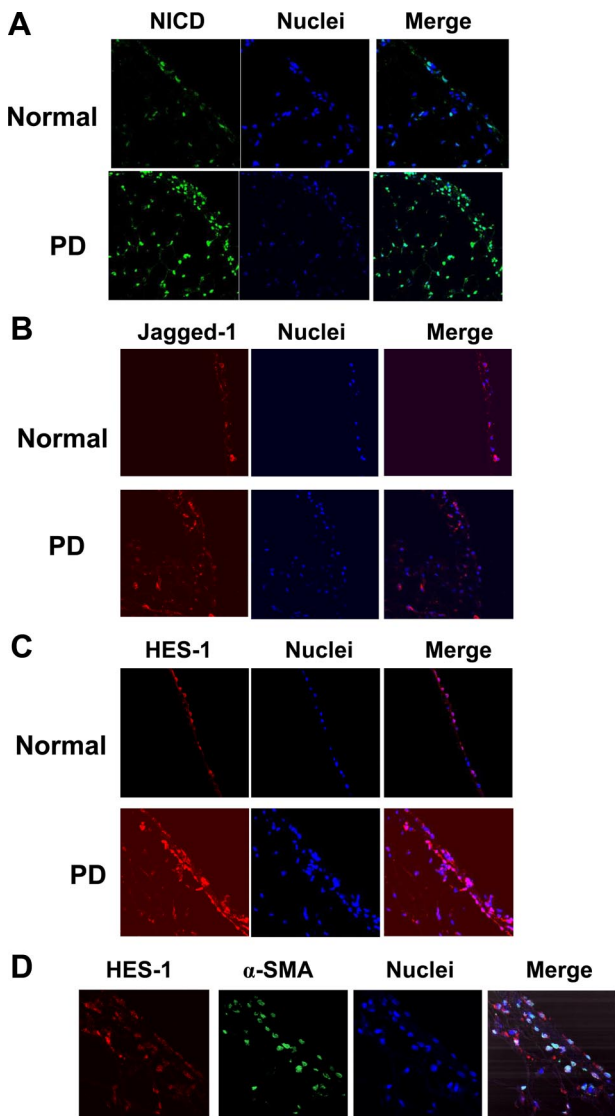 A
NICD Nuclei Merge
Normal
PD
B
Jagged-1 Nuclei Merge
Normal
PD
C
HES-1 Nuclei Merge
Normal
PD
D
HES-1 α-SMA Nuclei Merge